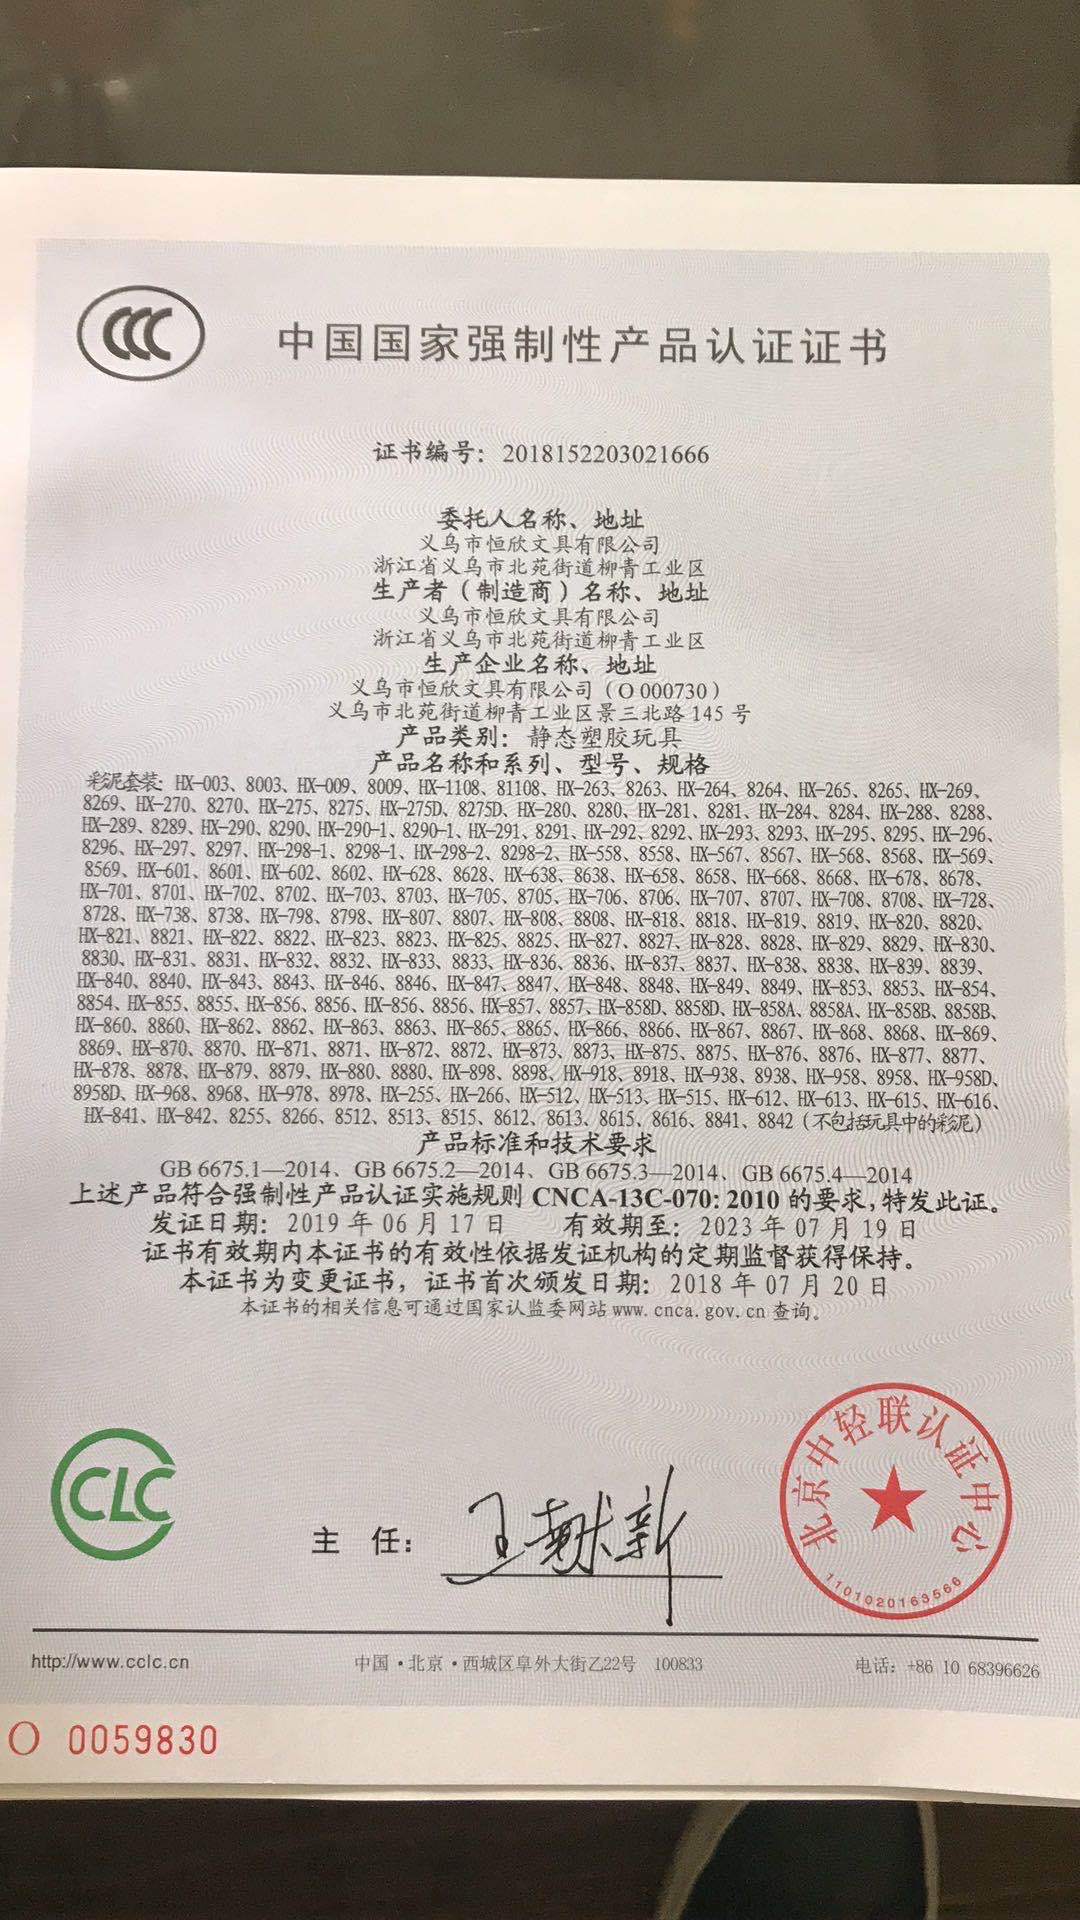 CCC
中国国家强制性产品认证证书
证书编号：2018152203021666
委托人名称、地址
义乌市恒欣文具有限公司
浙江省义乌市北苑街道柳青工业区
生产者（制造商）名称、地址
义乌市恒欣文具有限公司
浙江省义乌市北苑街道柳青工业区
生产企业名称、地址
义乌市恒欣文具有限公司（O 000730）
义乌市北苑街道柳青工业区景三北路 145 号
产品类别：静态塑胶玩具
产品名称和系列、型号、规格
彩泥套装：HX-003、8003、HX-009、8009、HX-1108、81108、HX-263、8263、HX-264、8264、HX-265、8265、HX-269、
8269、HX-270、8270、HX-275、8275、HX-275D、8275D、HX-280、8280、HX-281、8281、HX-284、8284、HX-288、8288、
HX-289、8289、HX-290、8290、HX-290-1、8290-1、HX-291、8291、HX-292、8292、HX-293、8293、HX-295、8295、HX-296、
8296、HX-297、8297、HX-298-1、8298-1、HX-298-2、8298-2、HX-558、8558、HX-567、8567、HX-568、8568、HX-569、
8569、HX-601、8601、HX-602、8602、HX-628、8628、HX-638、8638、HX-658、8658、HX-668、8668、HX-678、8678、
HX-701、8701、HX-702、8702、HX-703、8703、HX-705、8705、HX-706、8706、HX-707、8707、HX-708、8708、HX-728、
8728、HX-738、8738、HX-798、8798、HX-807、8807、HX-808、8808、HX-818、8818、HX-819、8819、HX-820、8820、
HX-821、8821、HX-822、8822、HX-823、8823、HX-825、8825、HX-827、8827、HX-828、8828、HX-829、8829、HX-830、
8830、HX-831、8831、HX-832、8832、HX-833、8833、HX-836、8836、HX-837、8837、HX-838、8838、HX-839、8839、
HX-840、8840、HX-843、8843、HX-846、8846、HX-847、8847、HX-848、8848、HX-849、8849、HX-853、8853、HX-854、
8854、HX-855、8855、HX-856、8856、HX-856、8856、HX-857、8857、HX-858D、8858D、HX-858A、8858A、HX-858B、8858B、
HX-860、8860、HX-862、8862、HX-863、8863、HX-865、8865、HX-866、8866、HX-867、8867、HX-868、8868、HX-869、
8869、HX-870、8870、HX-871、8871、HX-872、8872、HX-873、8873、HX-875、8875、HX-876、8876、HX-877、8877、
HX-878、8878、HX-879、8879、HX-880、8880、HX-898、8898、HX-918、8918、HX-938、8938、HX-958、8958、HX-958D、
8958D、HX-968、8968、HX-978、8978、HX-255、HX-266、HX-512、HX-513、HX-515、HX-612、HX-613、HX-615、HX-616、
HX-841、HX-842、8255、8266、8512、8513、8515、8612、8613、8615、8616、8841、8842（不包括玩具中的彩泥）
产品标准和技术要求
GB 6675.1—2014、GB 6675.2—2014、GB 6675.3—2014、GB 6675.4—2014
上述产品符合强制性产品认证实施规则 CNCA-13C-070: 2010 的要求，特发此证。
发证日期：2019 年 06 月 17 日 有效期至：2023 年 07 月 19 日
证书有效期内本证书的有效性依据发证机构的定期监督获得保持。
本证书为变更证书，证书首次颁发日期：2018 年 07 月 20 日
本证书的相关信息可通过国家认监委网站 www.cnca.gov.cn 查询。
CLC
主 任：
王献新
北京中轻联认证中心
1101020163566
http://www.cclc.cn 中国·北京·西城区阜外大街乙22号 100833 电话：+86 10 68396626
O 0059830